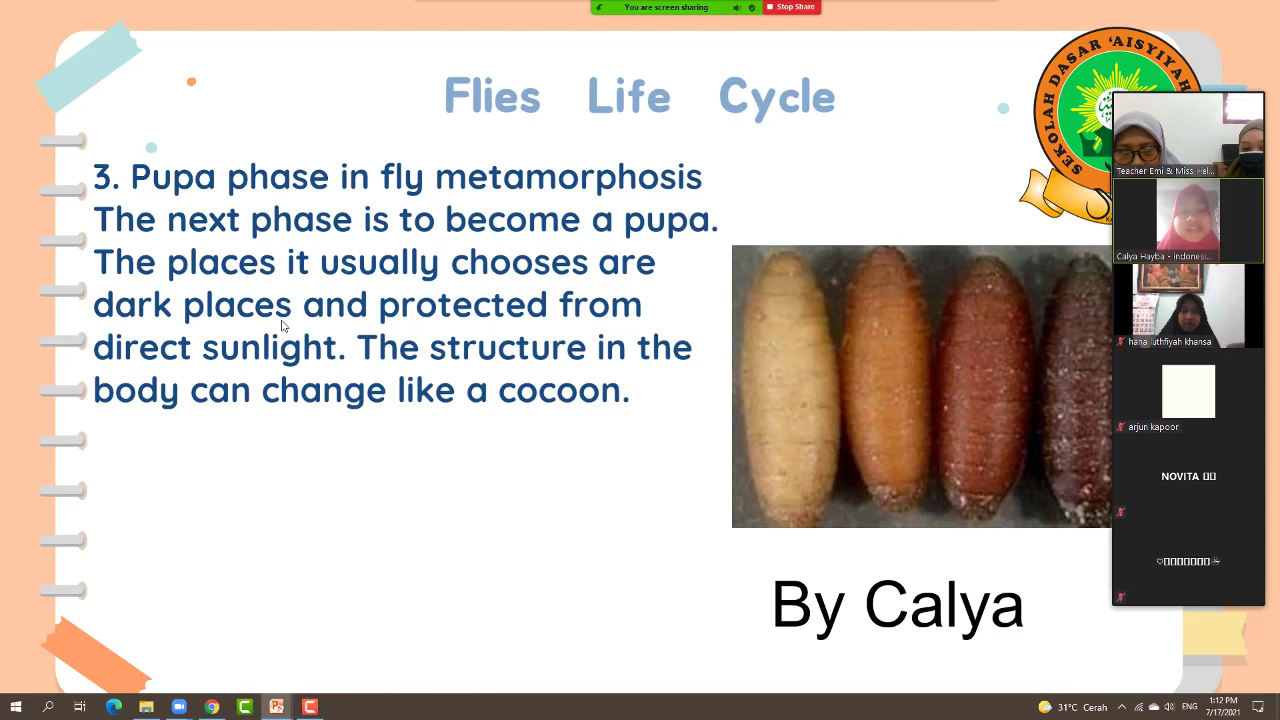 You are screen sharing
Stop Share
Flies Life Cycle
SEKOLAH DASAR 'AISYIYAH
3. Pupa phase in fly metamorphosis
The next phase is to become a pupa.
The places it usually chooses are
dark places and protected from
direct sunlight. The structure in the
body can change like a cocoon.
By Calya
Teacher Emi & Miss Hel...
Calya Hayba - indonesi...
hana luthfiyah khansa
arjun kapoor
NOVITA
31°C Cerah
ENG
1:12 PM
7/17/2021